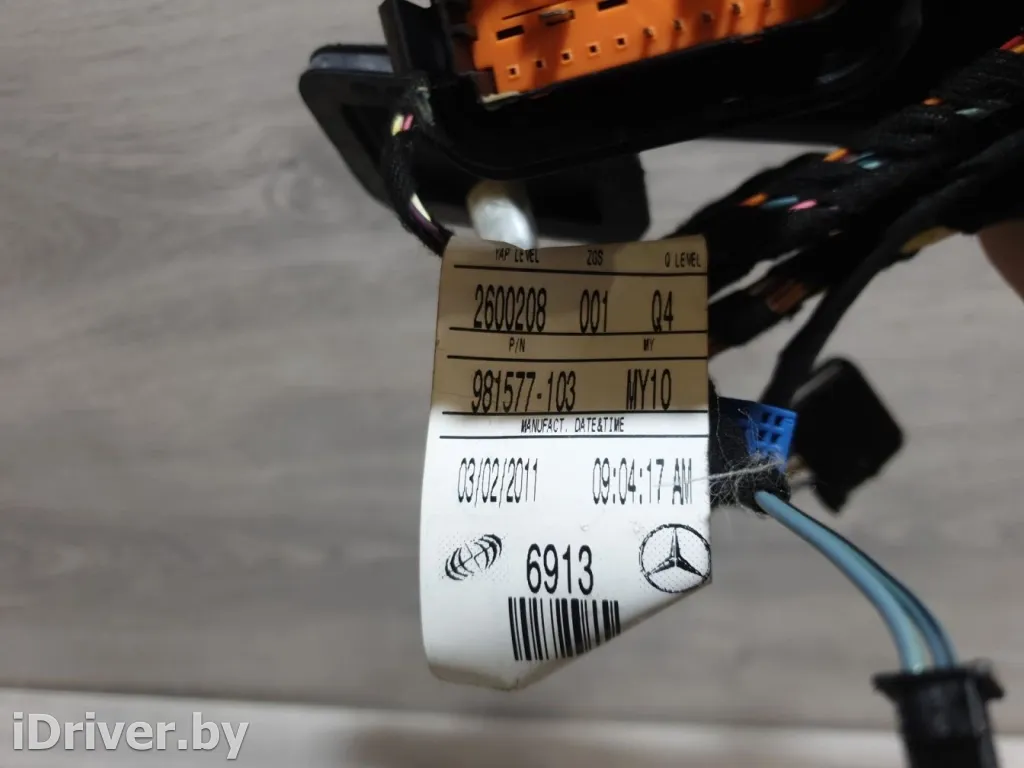 YAP LEVEL ZGS Q LEVEL
2600208 001 Q4
P/N MY
981577-103 MY10
MANUFACT. DATE&TIME
03/02/2011 09:04:17 AM
6913
iDriver.by